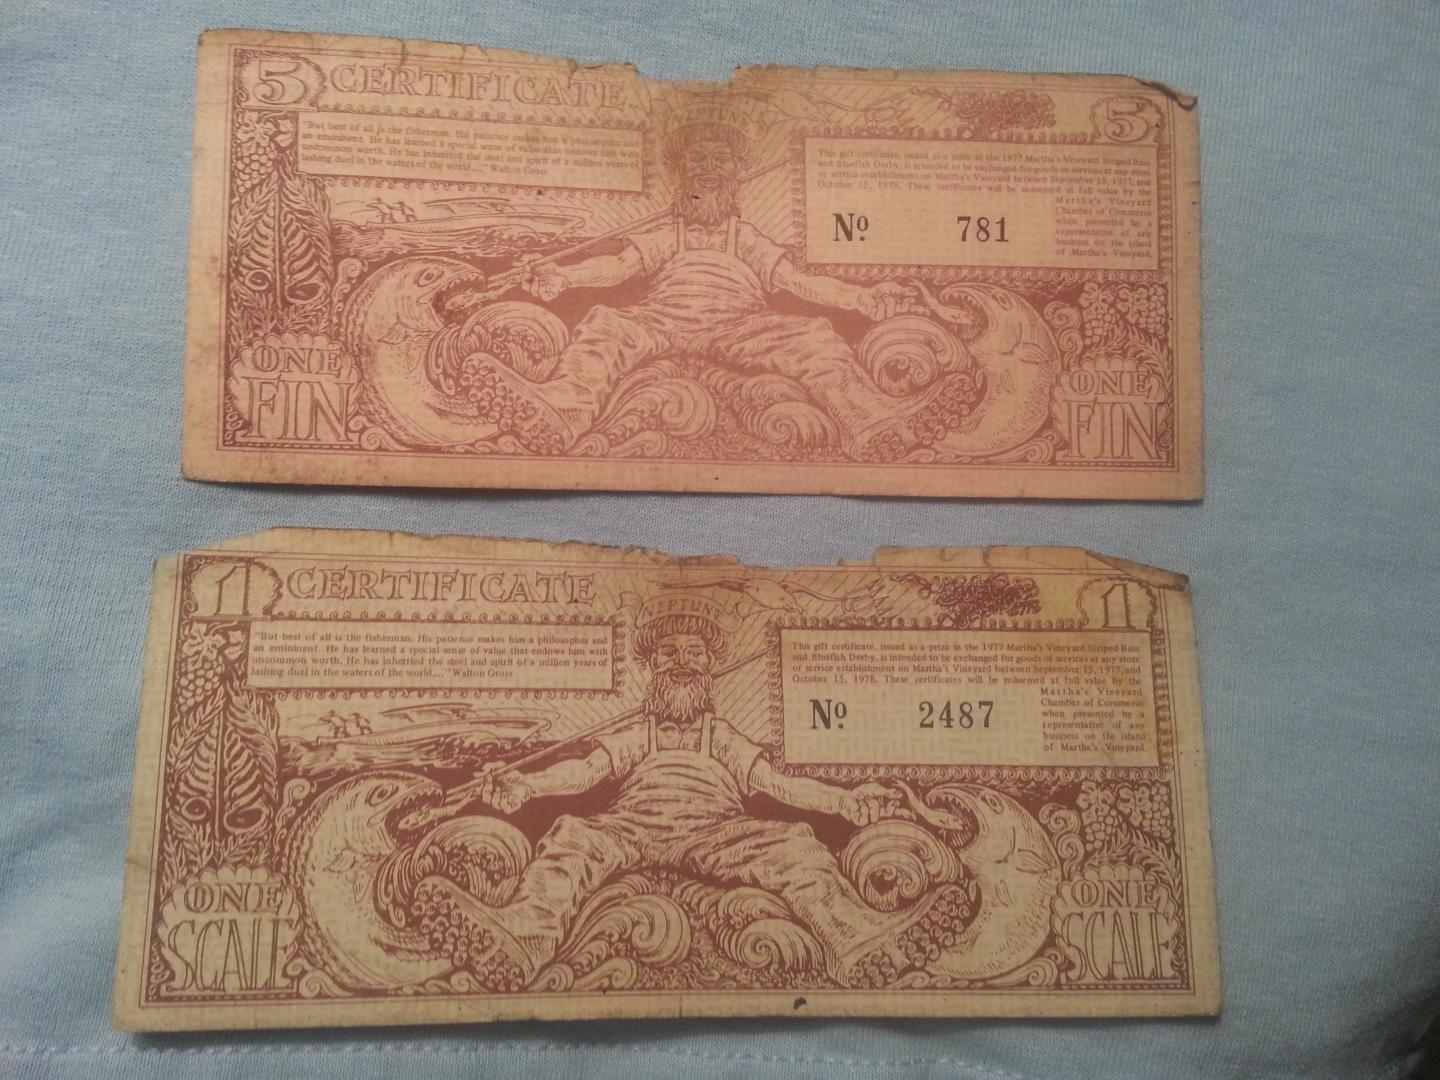 5 CERTIFICATE
NEPTUNE
5
"But best of all is the fisherman. His patience makes him a philosopher and
an emininent. He has learned a special sense of value that endows him with
uncommon worth. He has inherited the steel and spirit of a million years of
lashing duel in the waters of the world...." Walton Gross
This gift certificate, issued as a prize at the 1977 Martha's Vineyard Striped Bass
and Bluefish Derby, is intended to be exchanged for goods or services at any store
or service establishment on Martha's Vineyard between September 15, 1977, and
October 15, 1978. These certificates will be redeemed at full value by the
Martha's Vineyard
Chamber of Commerce
when presented by a
representative of any
business on the island
of Martha's Vineyard.
Nº 781
ONE
FIN
ONE
FIN
1 CERTIFICATE
NEPTUNE
1
"But best of all is the fisherman. His patience makes him a philosopher and
an emininent. He has learned a special sense of value that endows him with
uncommon worth. He has inherited the steel and spirit of a million years of
lashing duel in the waters of the world...." Walton Gross
This gift certificate, issued as a prize at the 1977 Martha's Vineyard Striped Bass
and Bluefish Derby, is intended to be exchanged for goods or services at any store
or service establishment on Martha's Vineyard between September 15, 1977, and
October 15, 1978. These certificates will be redeemed at full value by the
Martha's Vineyard
Chamber of Commerce
when presented by a
representative of any
business on the island
of Martha's Vineyard.
Nº 2487
ONE
SCALE
ONE
SCALE